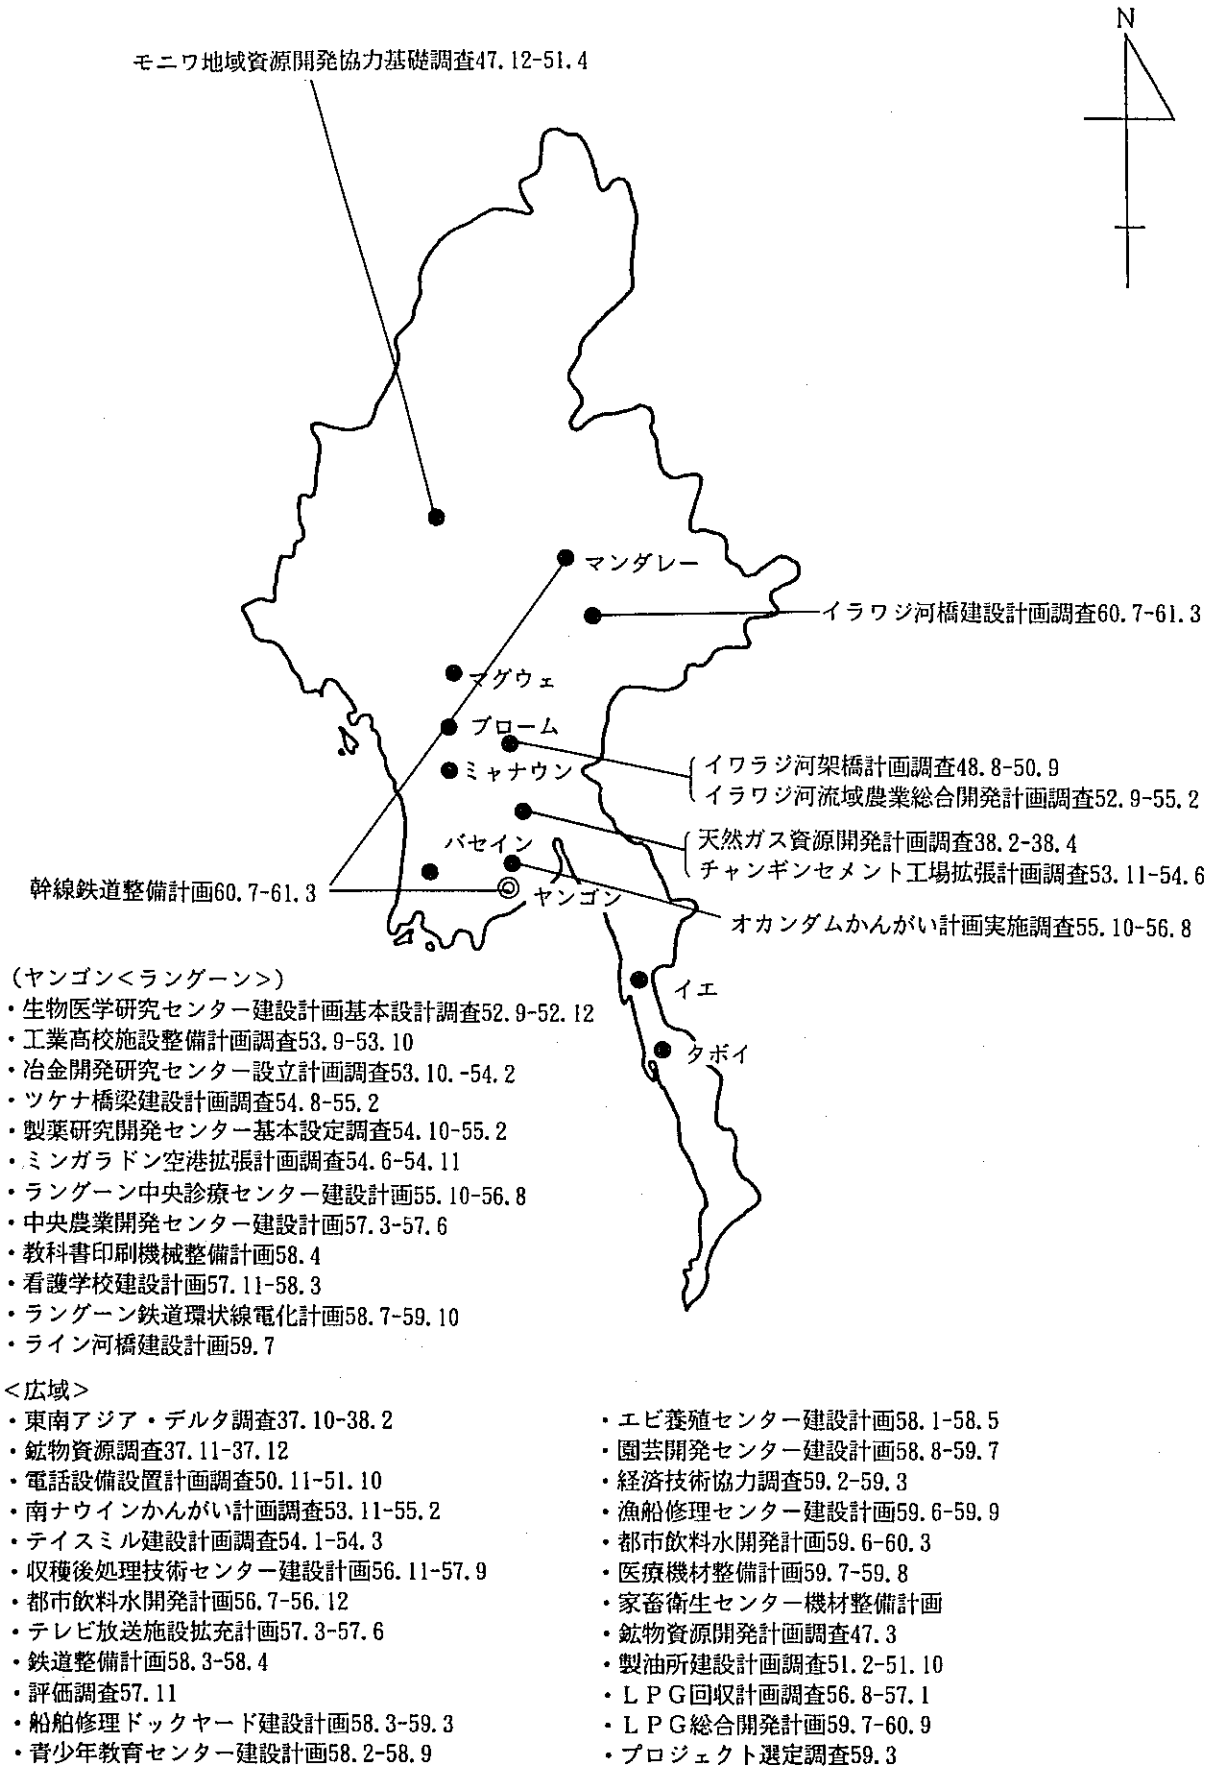 N
モニワ地域資源開発協力基礎調査47.12-51.4
マンダレー
イラワジ河橋建設計画調査60.7-61.3
マグウェ
プローム
イワラジ河架橋計画調査48.8-50.9
ミャナウン
イラワジ河流域農業総合開発計画調査52.9-55.2
天然ガス資源開発計画調査38.2-38.4
バセイン
チャンギンセメント工場拡張計画調査53.11-54.6
幹線鉄道整備計画60.7-61.3
ヤンゴン
オカンダムかんがい計画実施調査55.10-56.8
イエ
タボイ
(ヤンゴン<ラングーン>)
・生物医学研究センター建設計画基本設計調査52.9-52.12
・工業高校施設整備計画調査53.9-53.10
・冶金開発研究センター設立計画調査53.10.-54.2
・ツケナ橋梁建設計画調査54.8-55.2
・製薬研究開発センター基本設定調査54.10-55.2
・ミンガラドン空港拡張計画調査54.6-54.11
・ラングーン中央診療センター建設計画55.10-56.8
・中央農業開発センター建設計画57.3-57.6
・教科書印刷機械整備計画58.4
・看護学校建設計画57.11-58.3
・ラングーン鉄道環状線電化計画58.7-59.10
・ライン河橋建設計画59.7
<広域>
・東南アジア・デルタ調査37.10-38.2
・鉱物資源調査37.11-37.12
・電話設備設置計画調査50.11-51.10
・南ナウインかんがい計画調査53.11-55.2
・テイスミル建設計画調査54.1-54.3
・収穫後処理技術センター建設計画56.11-57.9
・都市飲料水開発計画56.7-56.12
・テレビ放送施設拡充計画57.3-57.6
・鉄道整備計画58.3-58.4
・評価調査57.11
・船舶修理ドックヤード建設計画58.3-59.3
・青少年教育センター建設計画58.2-58.9
・エビ養殖センター建設計画58.1-58.5
・園芸開発センター建設計画58.8-59.7
・経済技術協力調査59.2-59.3
・漁船修理センター建設計画59.6-59.9
・都市飲料水開発計画59.6-60.3
・医療機材整備計画59.7-59.8
・家畜衛生センター機材整備計画
・鉱物資源開発計画調査47.3
・製油所建設計画調査51.2-51.10
・LPG回収計画調査56.8-57.1
・LPG総合開発計画59.7-60.9
・プロジェクト選定調査59.3